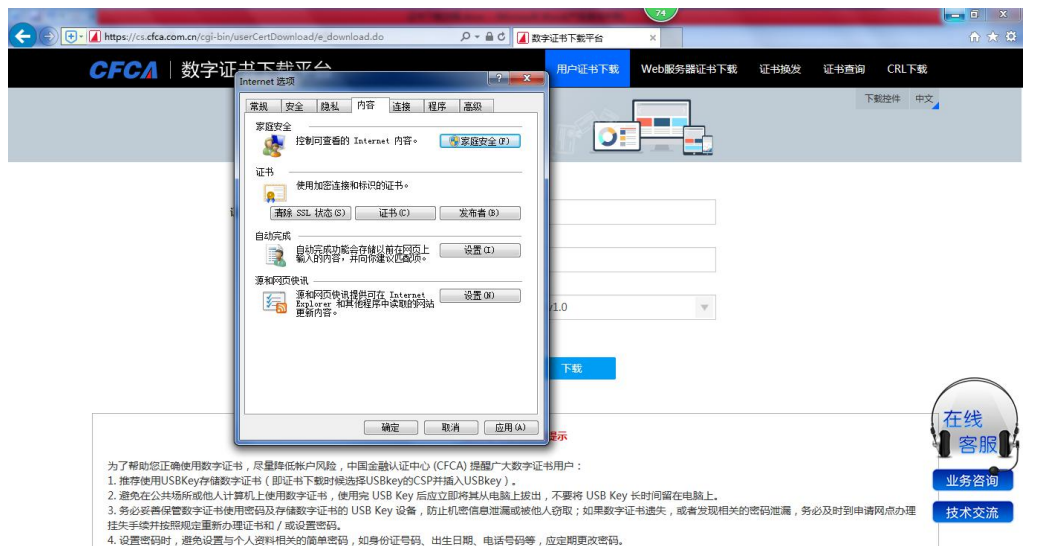 74
https://cs.cfca.com.cn/cgi-bin/userCertDownload/e_download.do
数字证书下载平台
CFCA 数字证书下载平台
用户证书下载 Web服务器证书下载 证书换发 证书查询 CRL下载
下载控件 中文
Internet 选项
常规 安全 隐私 内容 连接 程序 高级
家庭安全
控制可查看的 Internet 内容。 家庭安全(F)
证书
使用加密连接和标识的证书。
清除 SSL 状态(S) 证书(C) 发布者(B)
自动完成
自动完成功能会存储以前在网页上
输入的内容，并向你建议匹配项。
设置(I)
源和网页快讯
源和网页快讯提供可在 Internet
Explorer 和其他程序中读取的网站
更新内容。
设置(N)
确定 取消 应用(A)
v1.0
下载
提示
为了帮助您正确使用数字证书，尽量降低帐户风险，中国金融认证中心 (CFCA) 提醒广大数字证书用户：
1. 推荐使用USBKey存储数字证书（即证书下载时候选择USBkey的CSP并插入USBkey）。
2. 避免在公共场所或他人计算机上使用数字证书，使用完 USB Key 后应立即将其从电脑上拔出，不要将 USB Key 长时间留在电脑上。
3. 务必妥善保管数字证书使用密码及存储数字证书的 USB Key 设备，防止机密信息泄漏或被他人窃取；如果数字证书遗失，或者发现相关的密码泄漏，务必及时到申请网点办理
挂失手续并按照规定重新办理证书和 / 或设置密码。
4. 设置密码时，避免设置与个人资料相关的简单密码，如身份证号码、出生日期、电话号码等，应定期更改密码。
在线
客服
业务咨询
技术交流